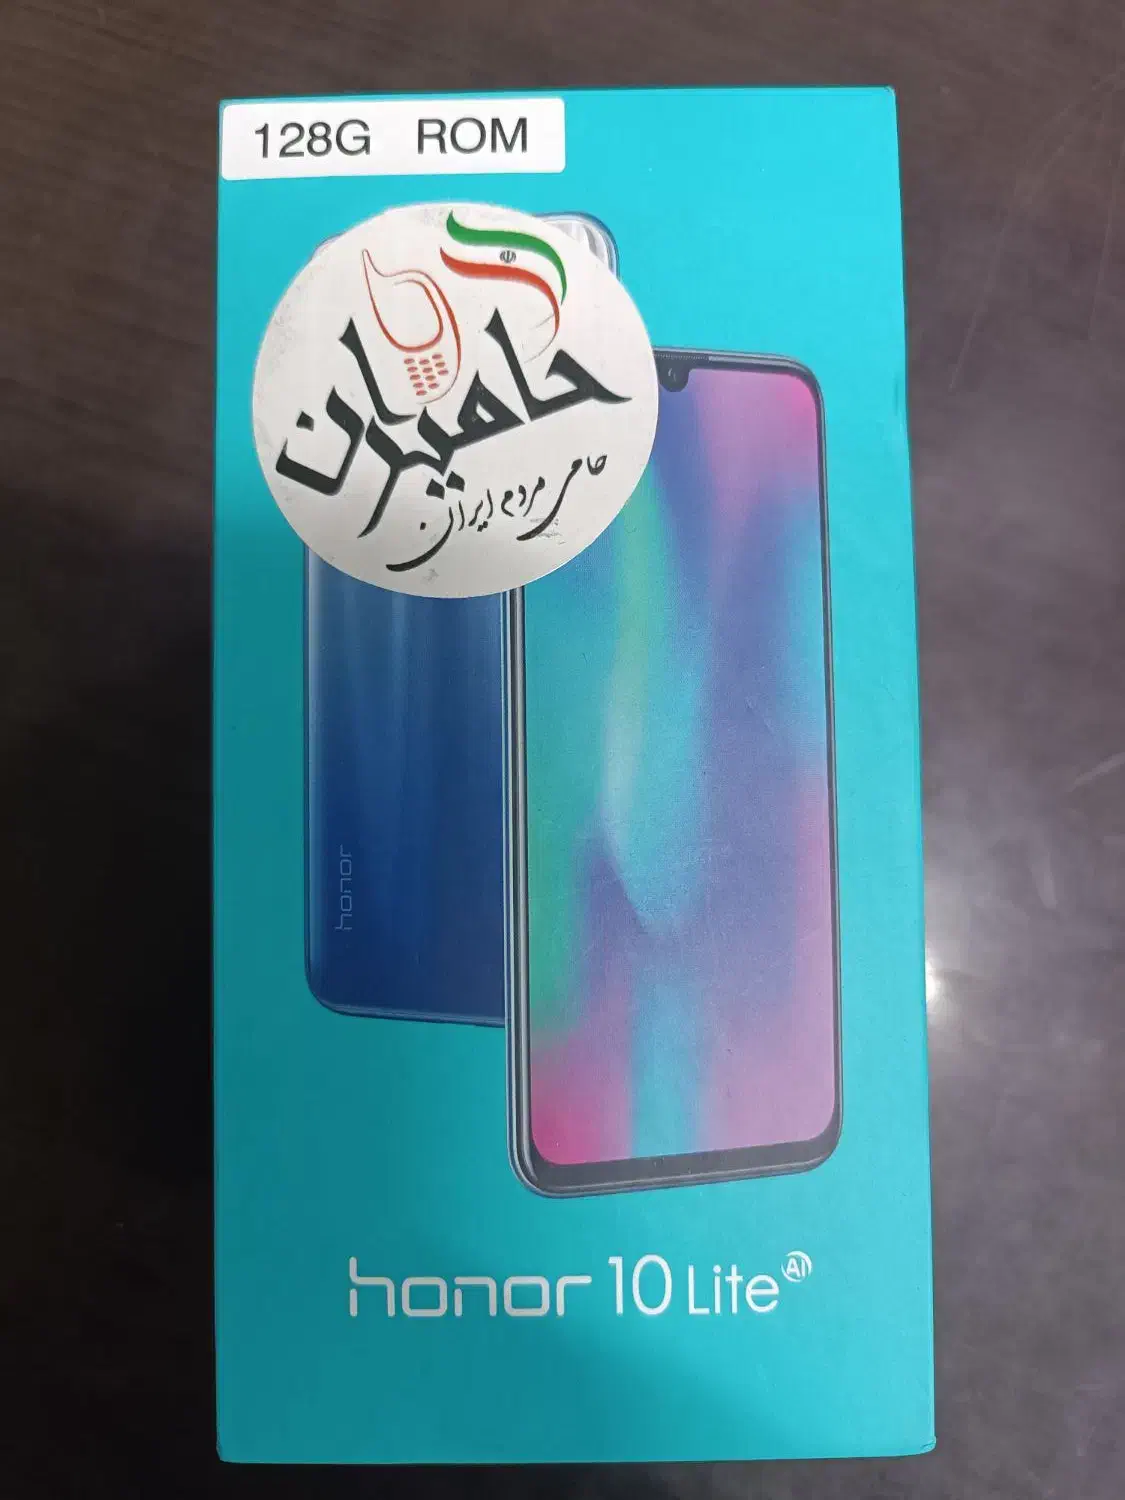 128G ROM
حامیران
حامی مردم ایران
honor
honor 10 Lite AI